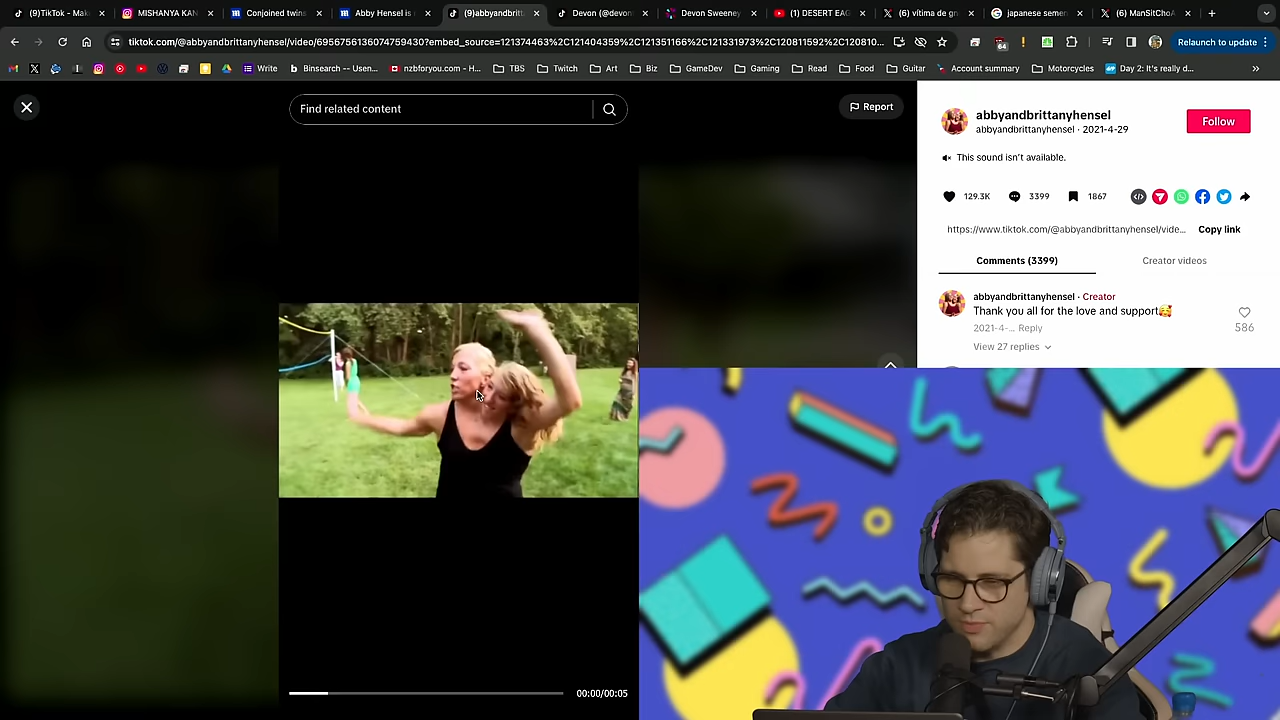 (9)TikTok - Mak
MISHANYA KAN
Conjoined twins
Abby Hensel is
(9)abbyandbritt
Devon (@devon
Devon Sweeney
(1) DESERT EAG
(6) vítima de g
japanese cemen
(6) ManSitChoA
tiktok.com/@abbyandbrittanyhensel/video/6956756136074759430?embed_source=121374463%2C121404359%2C121351166%2C121331973%2C120811592%2C120810...
64
Relaunch to update
Write
Binsearch -- Usen...
nzbforyou.com - H...
TBS
Twitch
Art
Biz
GameDev
Gaming
Read
Food
Guitar
Account summary
Motorcycles
Day 2: It's really d...
Find related content
Report
abbyandbrittanyhensel
abbyandbrittanyhensel · 2021-4-29
Follow
This sound isn't available.
129.3K
3399
1867
https://www.tiktok.com/@abbyandbrittanyhensel/vide...
Copy link
Comments (3399)
Creator videos
abbyandbrittanyhensel · Creator
Thank you all for the love and support🥰
2021-4-... Reply
586
View 27 replies
00:00/00:05